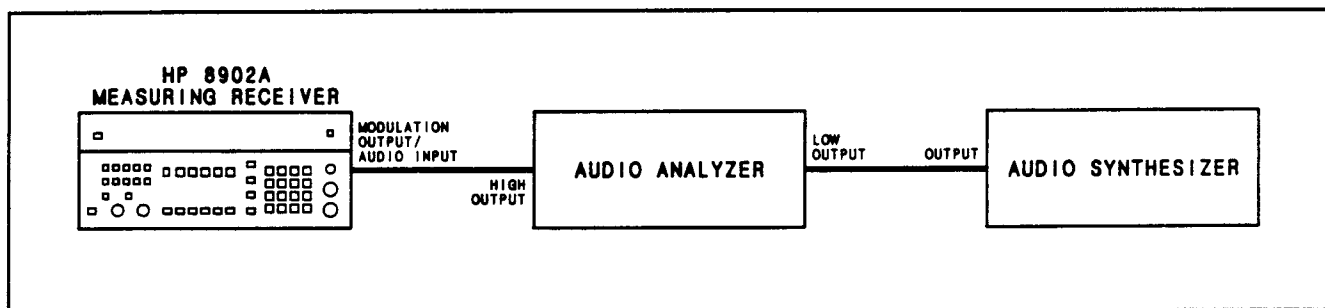 HP 8902A
MEASURING RECEIVER
MODULATION
OUTPUT/
AUDIO INPUT
HIGH
OUTPUT
AUDIO ANALYZER
LOW
OUTPUT
OUTPUT
AUDIO SYNTHESIZER